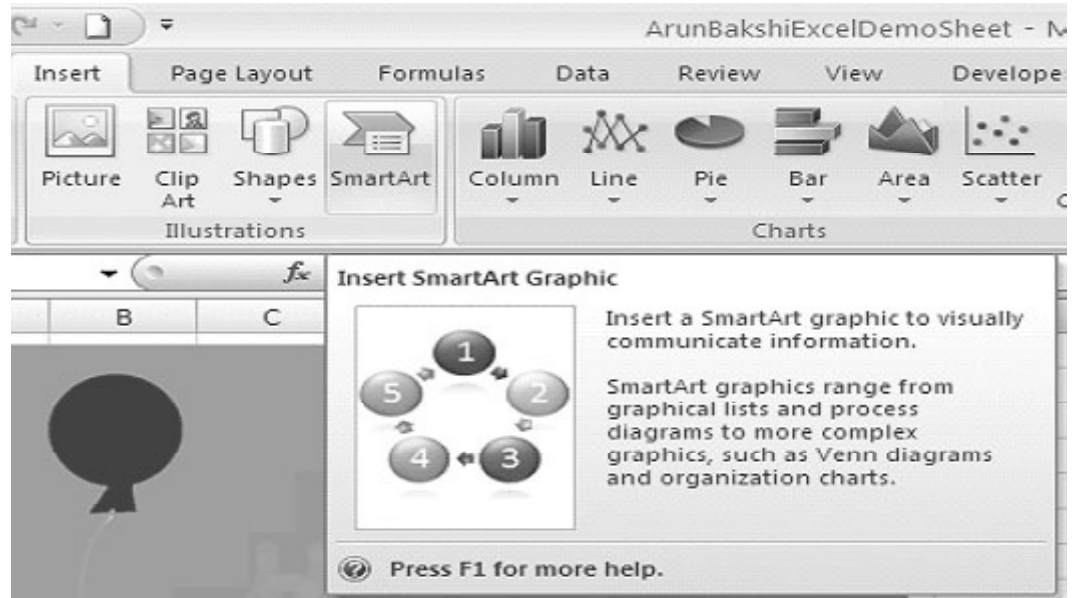 ArunBakshiExcelDemoSheet -
Insert Page Layout Formulas Data Review View
Picture Clip Art Shapes SmartArt Column Line Pie Bar Area Scatter
Illustrations Charts
fx Insert SmartArt Graphic
B C
Insert a SmartArt graphic to visually
communicate information.
SmartArt graphics range from
graphical lists and process
diagrams to more complex
graphics, such as Venn diagrams
and organization charts.
1
5 2
4 3
Press F1 for more help.